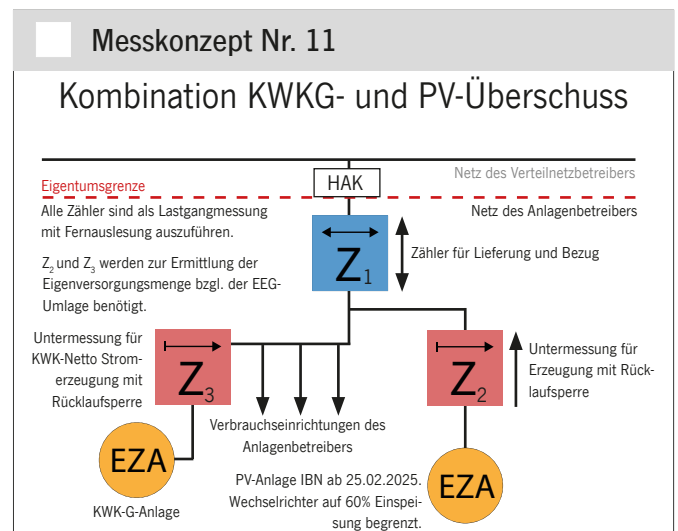 Messkonzept Nr. 11
Kombination KWKG- und PV-Überschuss
Netz des Verteilnetzbetreibers
Eigentumsgrenze
HAK
Alle Zähler sind als Lastgangmessung
mit Fernauslesung auszuführen.
Netz des Anlagenbetreibers
Z1
Zähler für Lieferung und Bezug
Z2 und Z3 werden zur Ermittlung der
Eigenversorgungsmenge bzgl. der EEG-
Umlage benötigt.
Untermessung für
KWK-Netto Strom-
erzeugung mit
Rücklaufsperre
Z3
Z2
Untermessung für
Erzeugung mit Rück-
laufsperre
Verbrauchseinrichtungen des
Anlagenbetreibers
EZA
KWK-G-Anlage
PV-Anlage IBN ab 25.02.2025.
Wechselrichter auf 60% Einspei-
sung begrenzt.
EZA